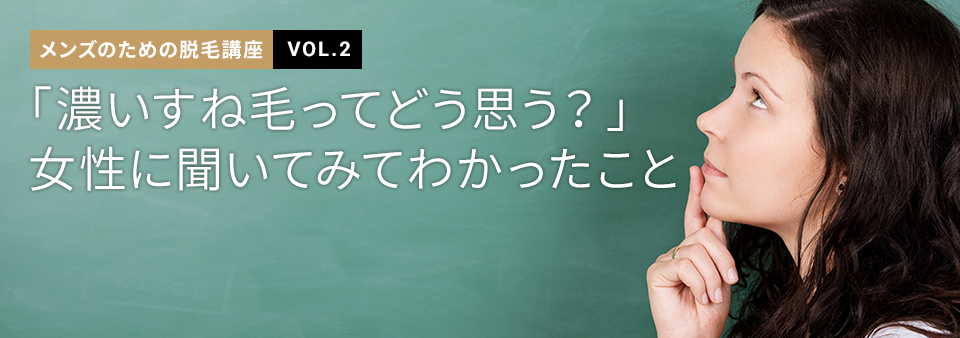 メンズのための脱毛講座 VOL.2
「濃いすね毛ってどう思う？」
女性に聞いてみてわかったこと